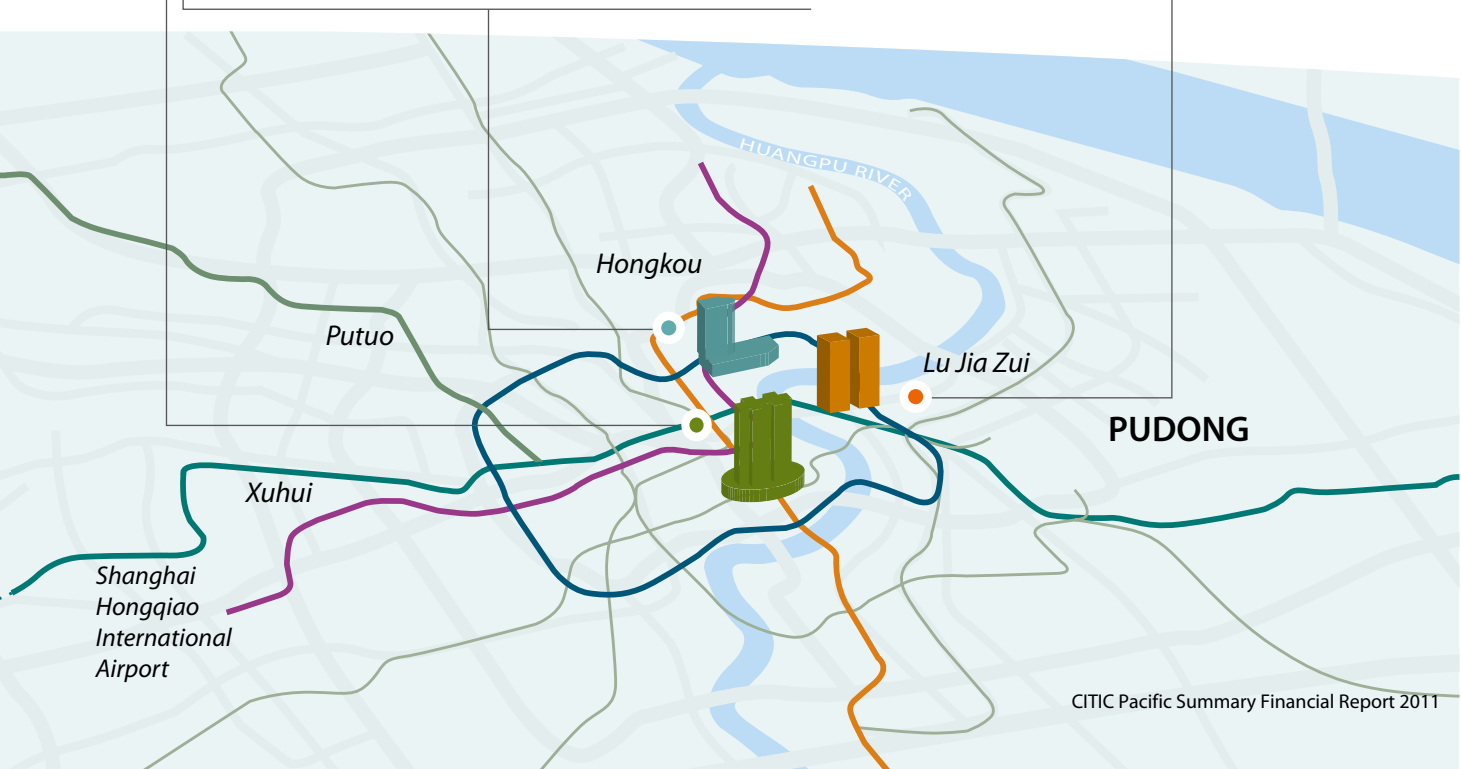 HUANGPU RIVER
Hongkou
Putuo
Lu Jia Zui
PUDONG
Xuhui
Shanghai
Hongqiao
International
Airport
CITIC Pacific Summary Financial Report 2011